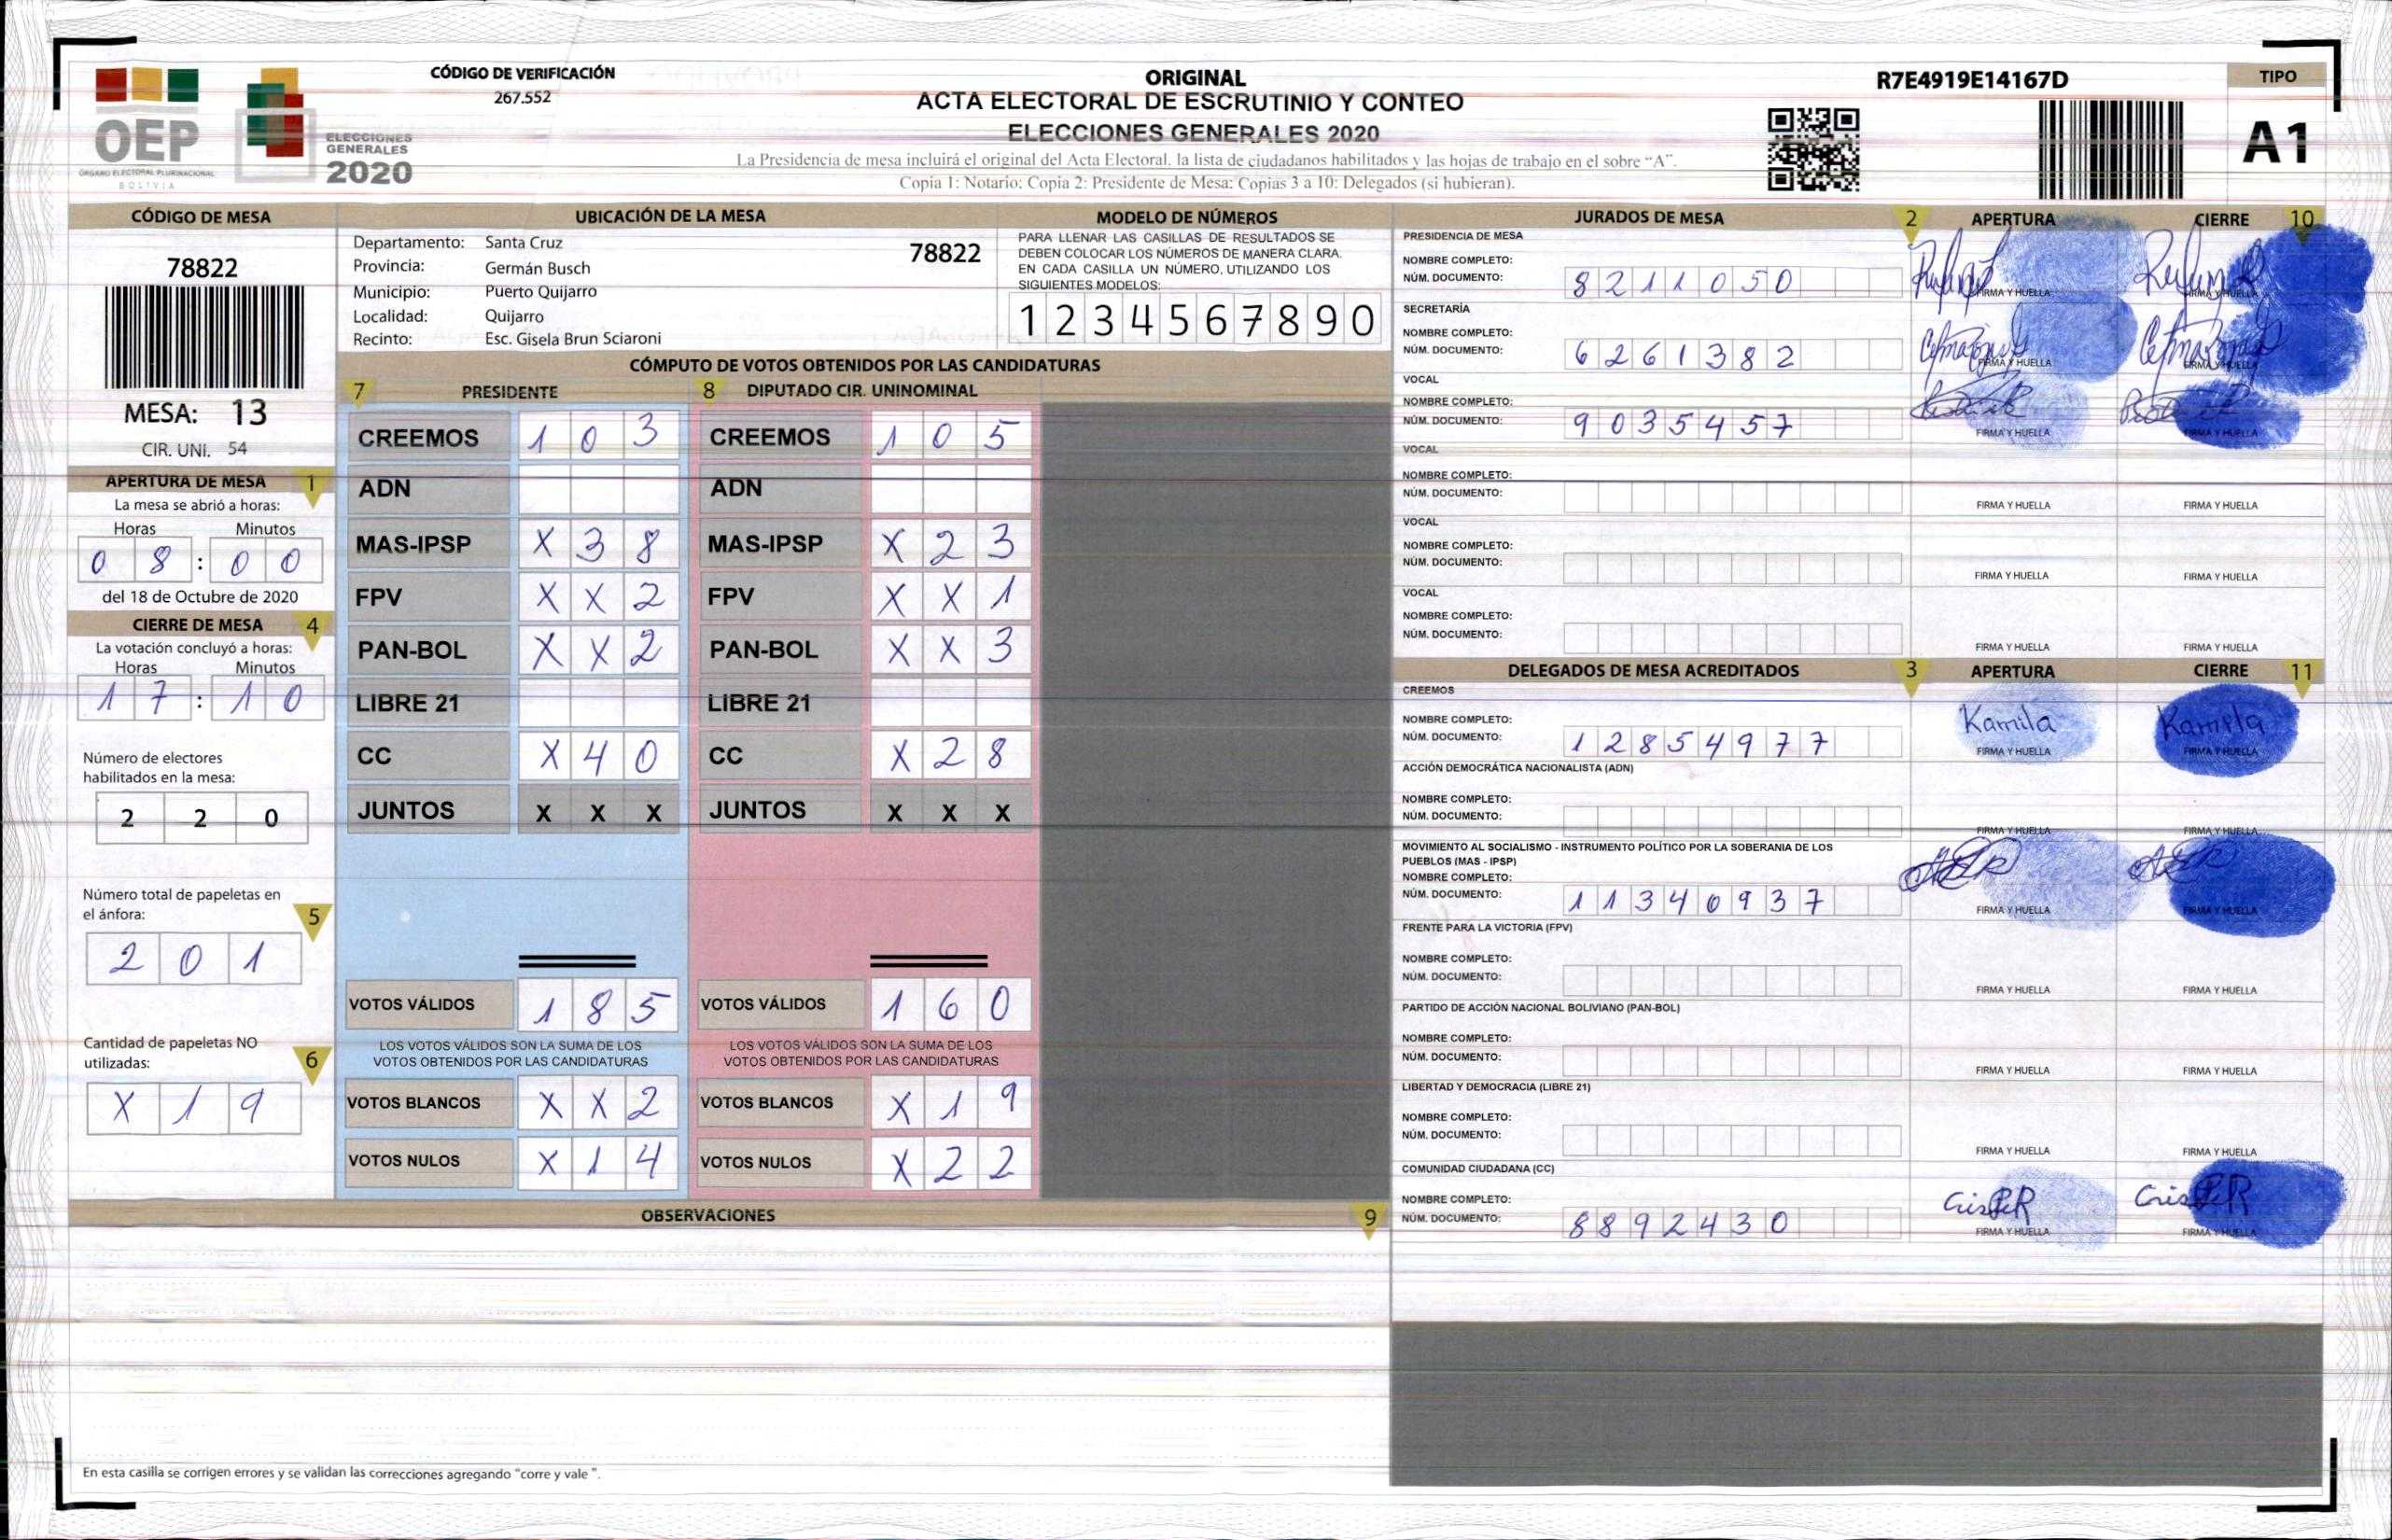 CÓDIGO DE VERIFICACIÓN
267.552
OEP
ÓRGANO ELECTORAL PLURINACIONAL
BOLIVIA
ELECCIONES
GENERALES
2020
ORIGINAL
ACTA ELECTORAL DE ESCRUTINIO Y CONTEO
ELECCIONES GENERALES 2020
La Presidencia de mesa incluirá el original del Acta Electoral, la lista de ciudadanos habilitados y las hojas de trabajo en el sobre “A”.
Copia 1: Notario; Copia 2: Presidente de Mesa; Copias 3 a 10: Delegados (si hubieran).
R7E4919E14167D
TIPO
A1
CÓDIGO DE MESA
78822
MESA: 13
CIR. UNI. 54
APERTURA DE MESA 1
La mesa se abrió a horas:
Horas Minutos
0 8 : 0 0
del 18 de Octubre de 2020
CIERRE DE MESA 4
La votación concluyó a horas:
Horas Minutos
1 7 : 1 0
Número de electores
habilitados en la mesa:
2 2 0
Número total de papeletas en
el ánfora: 5
2 0 1
Cantidad de papeletas NO
utilizadas: 6
X 1 9
UBICACIÓN DE LA MESA
Departamento: Santa Cruz 78822
Provincia: Germán Busch
Municipio: Puerto Quijarro
Localidad: Quijarro
Recinto: Esc. Gisela Brun Sciaroni
MODELO DE NÚMEROS
PARA LLENAR LAS CASILLAS DE RESULTADOS SE
DEBEN COLOCAR LOS NÚMEROS DE MANERA CLARA.
EN CADA CASILLA UN NÚMERO, UTILIZANDO LOS
SIGUIENTES MODELOS:
1 2 3 4 5 6 7 8 9 0
CÓMPUTO DE VOTOS OBTENIDOS POR LAS CANDIDATURAS
7 PRESIDENTE 8 DIPUTADO CIR. UNINOMINAL
CREEMOS 1 0 3 CREEMOS 1 0 5
ADN ADN
MAS-IPSP X 3 8 MAS-IPSP X 2 3
FPV X X 2 FPV X X 1
PAN-BOL X X 2 PAN-BOL X X 3
LIBRE 21 LIBRE 21
CC X 4 0 CC X 2 8
JUNTOS X X X JUNTOS X X X
VOTOS VÁLIDOS 1 8 5 VOTOS VÁLIDOS 1 6 0
LOS VOTOS VÁLIDOS SON LA SUMA DE LOS LOS VOTOS VÁLIDOS SON LA SUMA DE LOS
VOTOS OBTENIDOS POR LAS CANDIDATURAS VOTOS OBTENIDOS POR LAS CANDIDATURAS
VOTOS BLANCOS X X 2 VOTOS BLANCOS X 1 9
VOTOS NULOS X 1 4 VOTOS NULOS X 2 2
OBSERVACIONES 9
En esta casilla se corrigen errores y se validan las correcciones agregando “corre y vale ”.
JURADOS DE MESA 2 APERTURA CIERRE 10
PRESIDENCIA DE MESA
NOMBRE COMPLETO:
NÚM. DOCUMENTO: 8 2 1 1 0 5 0 FIRMA Y HUELLA FIRMA Y HUELLA
SECRETARÍA
NOMBRE COMPLETO:
NÚM. DOCUMENTO: 6 2 6 1 3 8 2 FIRMA Y HUELLA FIRMA Y HUELLA
VOCAL
NOMBRE COMPLETO:
NÚM. DOCUMENTO: 9 0 3 5 4 5 7 FIRMA Y HUELLA FIRMA Y HUELLA
VOCAL
NOMBRE COMPLETO:
NÚM. DOCUMENTO: FIRMA Y HUELLA FIRMA Y HUELLA
VOCAL
NOMBRE COMPLETO:
NÚM. DOCUMENTO: FIRMA Y HUELLA FIRMA Y HUELLA
VOCAL
NOMBRE COMPLETO:
NÚM. DOCUMENTO: FIRMA Y HUELLA FIRMA Y HUELLA
DELEGADOS DE MESA ACREDITADOS 3 APERTURA CIERRE 11
CREEMOS
NOMBRE COMPLETO: Kamila Kamila
NÚM. DOCUMENTO: 1 2 8 5 4 9 7 7 FIRMA Y HUELLA FIRMA Y HUELLA
ACCIÓN DEMOCRÁTICA NACIONALISTA (ADN)
NOMBRE COMPLETO:
NÚM. DOCUMENTO: FIRMA Y HUELLA FIRMA Y HUELLA
MOVIMIENTO AL SOCIALISMO - INSTRUMENTO POLÍTICO POR LA SOBERANIA DE LOS
PUEBLOS (MAS - IPSP)
NOMBRE COMPLETO:
NÚM. DOCUMENTO: 1 1 3 4 0 9 3 7 FIRMA Y HUELLA FIRMA Y HUELLA
FRENTE PARA LA VICTORIA (FPV)
NOMBRE COMPLETO:
NÚM. DOCUMENTO: FIRMA Y HUELLA FIRMA Y HUELLA
PARTIDO DE ACCIÓN NACIONAL BOLIVIANO (PAN-BOL)
NOMBRE COMPLETO:
NÚM. DOCUMENTO: FIRMA Y HUELLA FIRMA Y HUELLA
LIBERTAD Y DEMOCRACIA (LIBRE 21)
NOMBRE COMPLETO:
NÚM. DOCUMENTO: FIRMA Y HUELLA FIRMA Y HUELLA
COMUNIDAD CIUDADANA (CC)
NOMBRE COMPLETO:
NÚM. DOCUMENTO: 8 8 9 2 4 3 0 FIRMA Y HUELLA FIRMA Y HUELLA